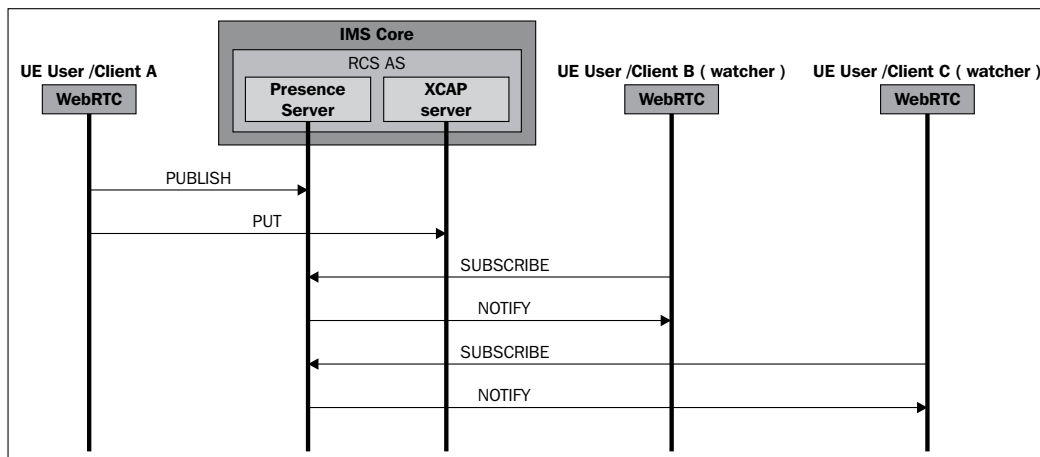 IMS Core
RCS AS
UE User /Client A
UE User /Client B ( watcher )
UE User /Client C ( watcher )
WebRTC
Presence
Server
XCAP
server
WebRTC
WebRTC
PUBLISH
PUT
SUBSCRIBE
NOTIFY
SUBSCRIBE
NOTIFY